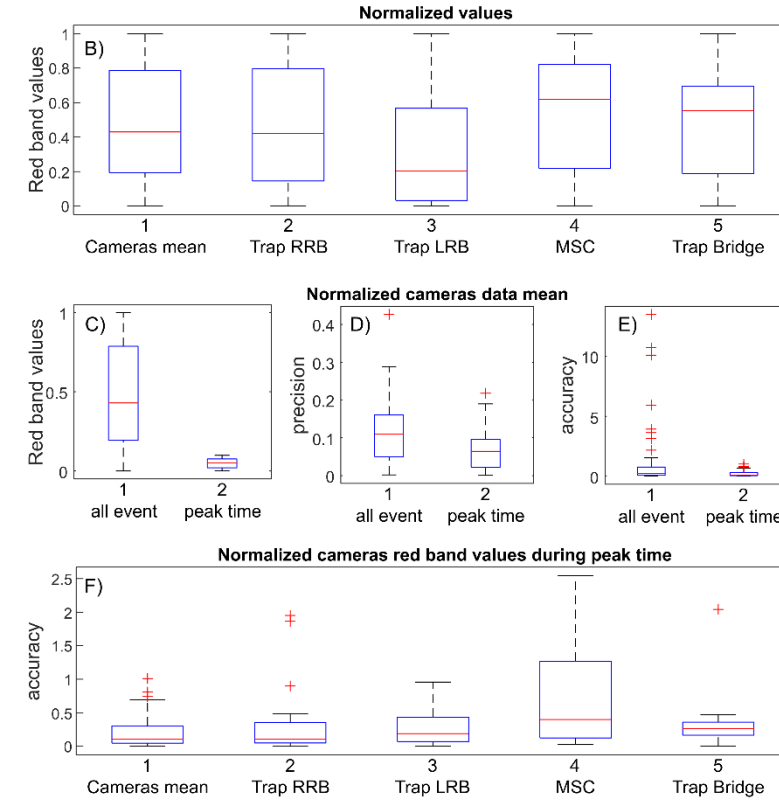 Normalized values
B)
Red band values
1
0.8
0.6
0.4
0.2
0
1 2 3 4 5
Cameras mean Trap RRB Trap LRB MSC Trap Bridge
Normalized cameras data mean
C)
Red band values
1
0.5
0
1 2
all event peak time
D)
precision
0.4
0.3
0.2
0.1
0
1 2
all event peak time
E)
accuracy
10
5
0
1 2
all event peak time
Normalized cameras red band values during peak time
F)
accuracy
2.5
2
1.5
1
0.5
0
1 2 3 4 5
Cameras mean Trap RRB Trap LRB MSC Trap Bridge